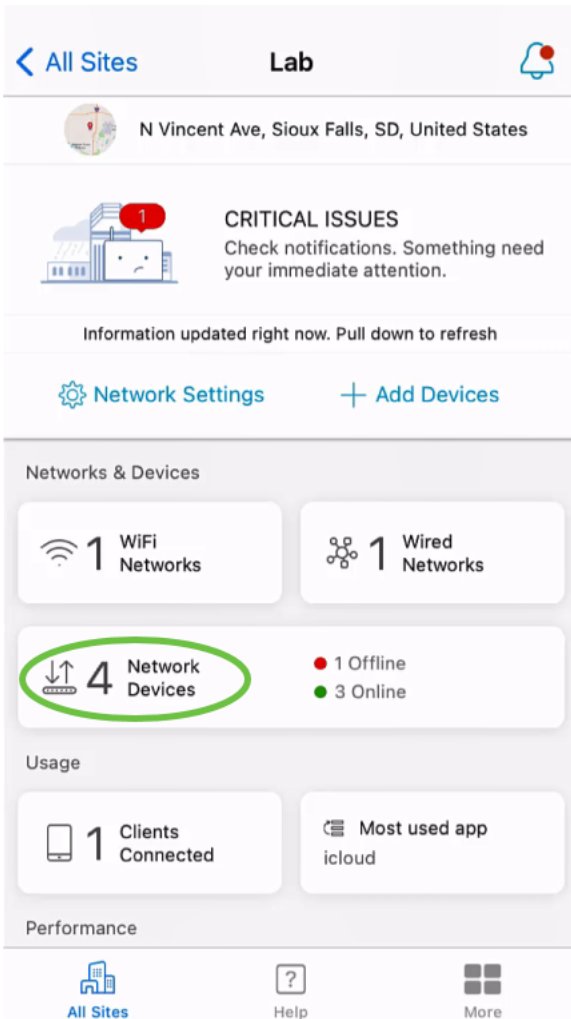 All Sites
Lab
N Vincent Ave, Sioux Falls, SD, United States
1
CRITICAL ISSUES
Check notifications. Something need
your immediate attention.
Information updated right now. Pull down to refresh
Network Settings
Add Devices
Networks & Devices
1 WiFi
Networks
1 Wired
Networks
4 Network
Devices
1 Offline
3 Online
Usage
1 Clients
Connected
Most used app
icloud
Performance
All Sites
? Help
More